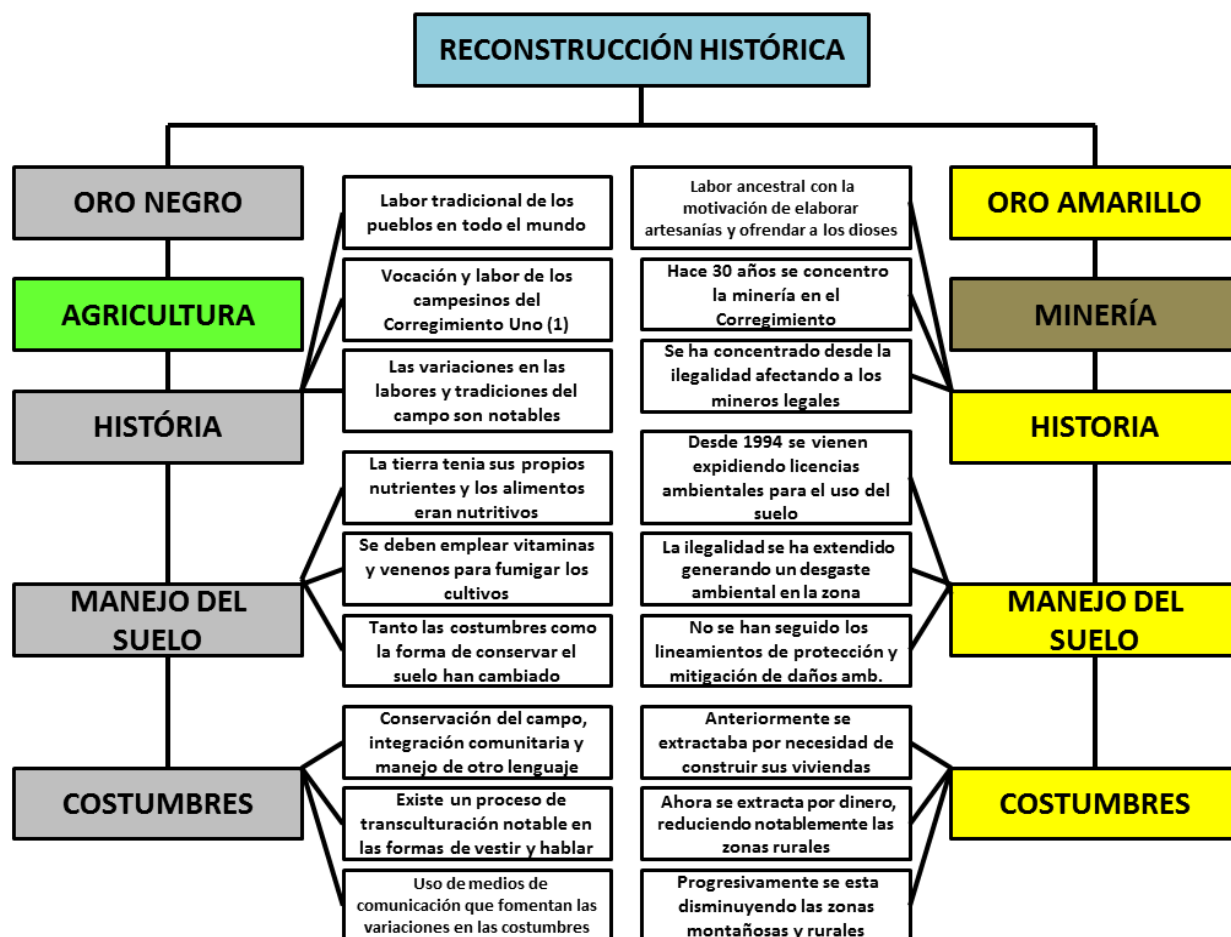 RECONSTRUCCIÓN HISTÓRICA
ORO NEGRO
AGRICULTURA
HISTÓRIA
MANEJO DEL
SUELO
COSTUMBRES
Labor tradicional de los
pueblos en todo el mundo
Vocación y labor de los
campesinos del
Corregimiento Uno (1)
Las variaciones en las
labores y tradiciones del
campo son notables
La tierra tenia sus propios
nutrientes y los alimentos
eran nutritivos
Se deben emplear vitaminas
y venenos para fumigar los
cultivos
Tanto las costumbres como
la forma de conservar el
suelo han cambiado
Conservación del campo,
integración comunitaria y
manejo de otro lenguaje
Existe un proceso de
transculturación notable en
las formas de vestir y hablar
Uso de medios de
comunicación que fomentan las
variaciones en las costumbres
Labor ancestral con la
motivación de elaborar
artesanías y ofrendar a los dioses
Hace 30 años se concentro
la minería en el
Corregimiento
Se ha concentrado desde la
ilegalidad afectando a los
mineros legales
Desde 1994 se vienen
expidiendo licencias
ambientales para el uso del
suelo
La ilegalidad se ha extendido
generando un desgaste
ambiental en la zona
No se han seguido los
lineamientos de protección y
mitigación de daños amb.
Anteriormente se
extractaba por necesidad de
construir sus viviendas
Ahora se extracta por dinero,
reduciendo notablemente las
zonas rurales
Progresivamente se esta
disminuyendo las zonas
montañosas y rurales
ORO AMARILLO
MINERÍA
HISTORIA
MANEJO DEL
SUELO
COSTUMBRES